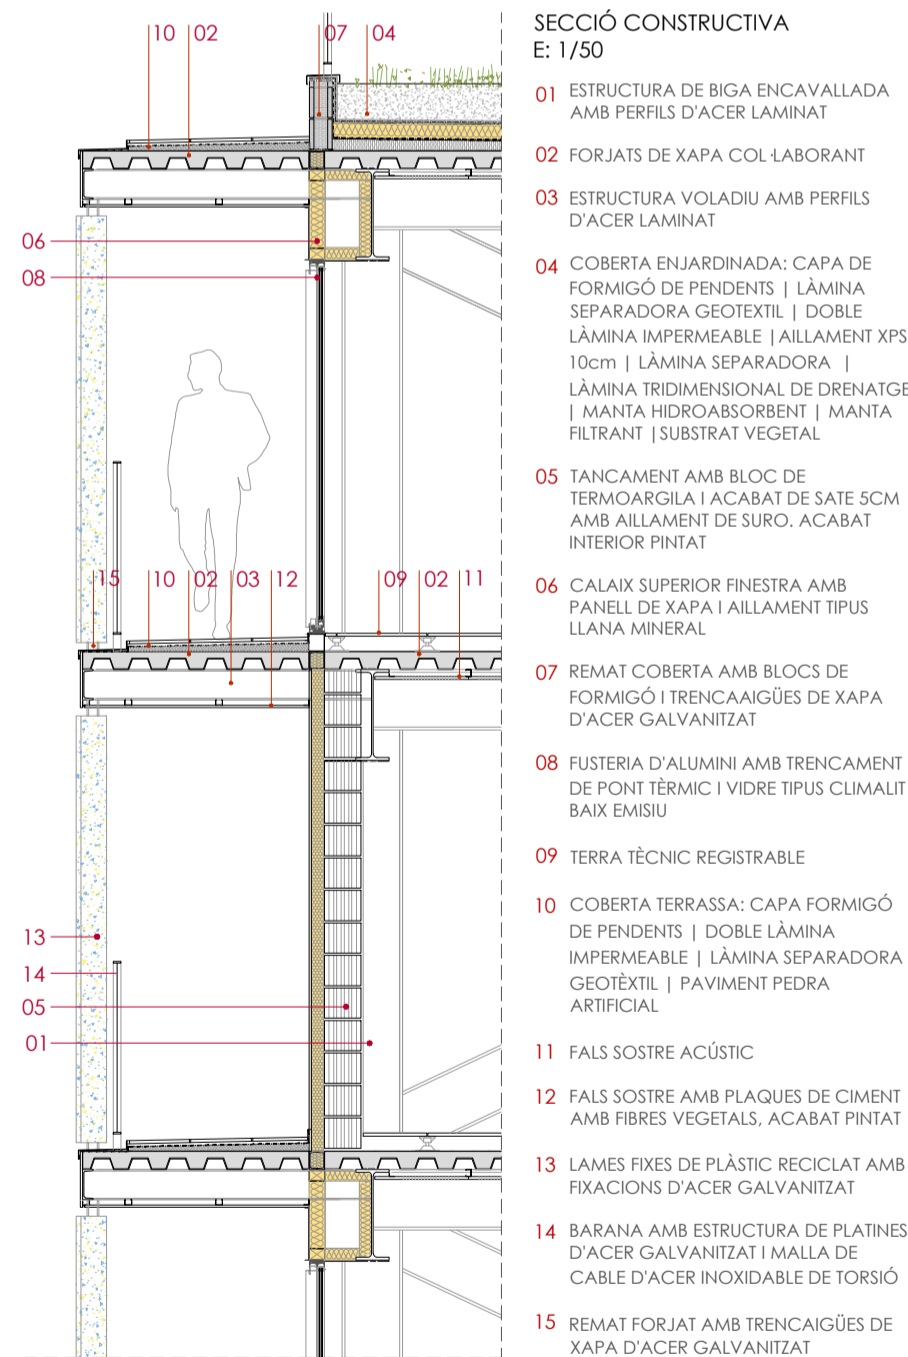 10 02 07 04
06
08
15 10 02 03 12 09 02 11
13
14
05
01
SECCIÓ CONSTRUCTIVA
E: 1/50
01 ESTRUCTURA DE BIGA ENCAVALLADA
AMB PERFILS D'ACER LAMINAT
02 FORJATS DE XAPA COL·LABORANT
03 ESTRUCTURA VOLADIU AMB PERFILS
D'ACER LAMINAT
04 COBERTA ENJARDINADA: CAPA DE
FORMIGÓ DE PENDENTS | LÀMINA
SEPARADORA GEOTEXTIL | DOBLE
LÀMINA IMPERMEABLE | AILLAMENT XPS
10cm | LÀMINA SEPARADORA |
LÀMINA TRIDIMENSIONAL DE DRENATGE
| MANTA HIDROABSORBENT | MANTA
FILTRANT | SUBSTRAT VEGETAL
05 TANCAMENT AMB BLOC DE
TERMOARGILA I ACABAT DE SATE 5CM
AMB AILLAMENT DE SURO. ACABAT
INTERIOR PINTAT
06 CALAIX SUPERIOR FINESTRA AMB
PANELL DE XAPA I AILLAMENT TIPUS
LLANA MINERAL
07 REMAT COBERTA AMB BLOCS DE
FORMIGÓ I TRENCAAIGÜES DE XAPA
D'ACER GALVANITZAT
08 FUSTERIA D'ALUMINI AMB TRENCAMENT
DE PONT TÈRMIC I VIDRE TIPUS CLIMALIT
BAIX EMISIU
09 TERRA TÈCNIC REGISTRABLE
10 COBERTA TERRASSA: CAPA FORMIGÓ
DE PENDENTS | DOBLE LÀMINA
IMPERMEABLE | LÀMINA SEPARADORA
GEOTÈXTIL | PAVIMENT PEDRA
ARTIFICIAL
11 FALS SOSTRE ACÚSTIC
12 FALS SOSTRE AMB PLAQUES DE CIMENT
AMB FIBRES VEGETALS, ACABAT PINTAT
13 LAMES FIXES DE PLÀSTIC RECICLAT AMB
FIXACIONS D'ACER GALVANITZAT
14 BARANA AMB ESTRUCTURA DE PLATINES
D'ACER GALVANITZAT I MALLA DE
CABLE D'ACER INOXIDABLE DE TORSIÓ
15 REMAT FORJAT AMB TRENCAIGÜES DE
XAPA D'ACER GALVANITZAT